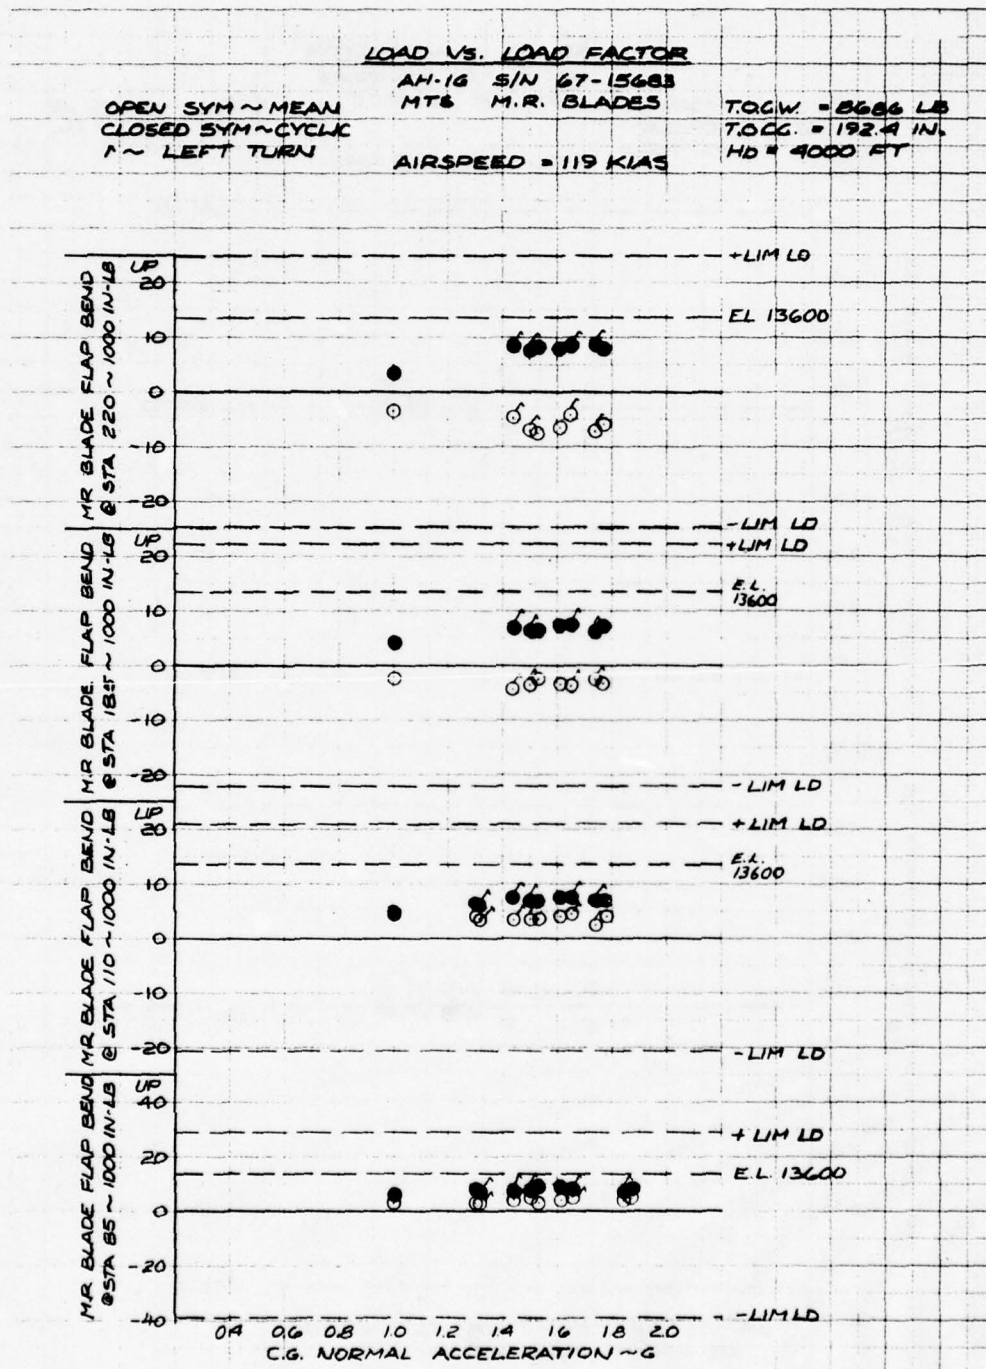 LOAD VS. LOAD FACTOR
AH-1G S/N 67-15683
MTS M.R. BLADES
OPEN SYM ~ MEAN
CLOSED SYM ~ CYCLIC
~ LEFT TURN
AIRSPEED = 119 KIAS
T.O.G.W. = 8686 LB
T.O.CG. = 192.4 IN.
HD = 4000 FT
MR BLADE FLAP BEND
@ STA 220 ~ 1000 IN-LB
UP
20
10
0
-10
-20
+LIM LD
EL 13600
-LIM LD
M.R BLADE FLAP BEND
@ STA 185 ~ 1000 IN-LB
UP
20
10
0
-10
-20
+LIM LD
E.L.
13600
-LIM LD
MR BLADE FLAP BEND
@ STA 110 ~ 1000 IN-LB
UP
20
10
0
-10
-20
+ LIM LD
E.L.
13600
-LIM LD
MR BLADE FLAP BEND
@STA 85 ~ 1000 IN-LB
UP
40
20
0
-20
-40
+ LIM LD
E.L. 13600
-LIM LD
0.4 0.6 0.8 1.0 1.2 1.4 1.6 1.8 2.0
C.G. NORMAL ACCELERATION ~ G